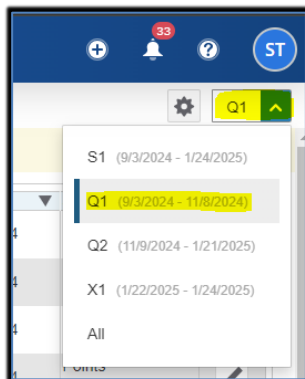 33
ST
Q1
S1 (9/3/2024 - 1/24/2025)
Q1 (9/3/2024 - 11/8/2024)
Q2 (11/9/2024 - 1/21/2025)
X1 (1/22/2025 - 1/24/2025)
All
Points